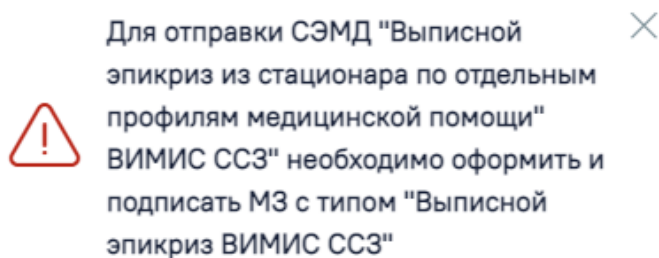 Для отправки СЭМД "Выписной
эпикриз из стационара по отдельным
профилям медицинской помощи"
ВИМИС ССЗ" необходимо оформить и
подписать МЗ с типом "Выписной
эпикриз ВИМИС ССЗ"